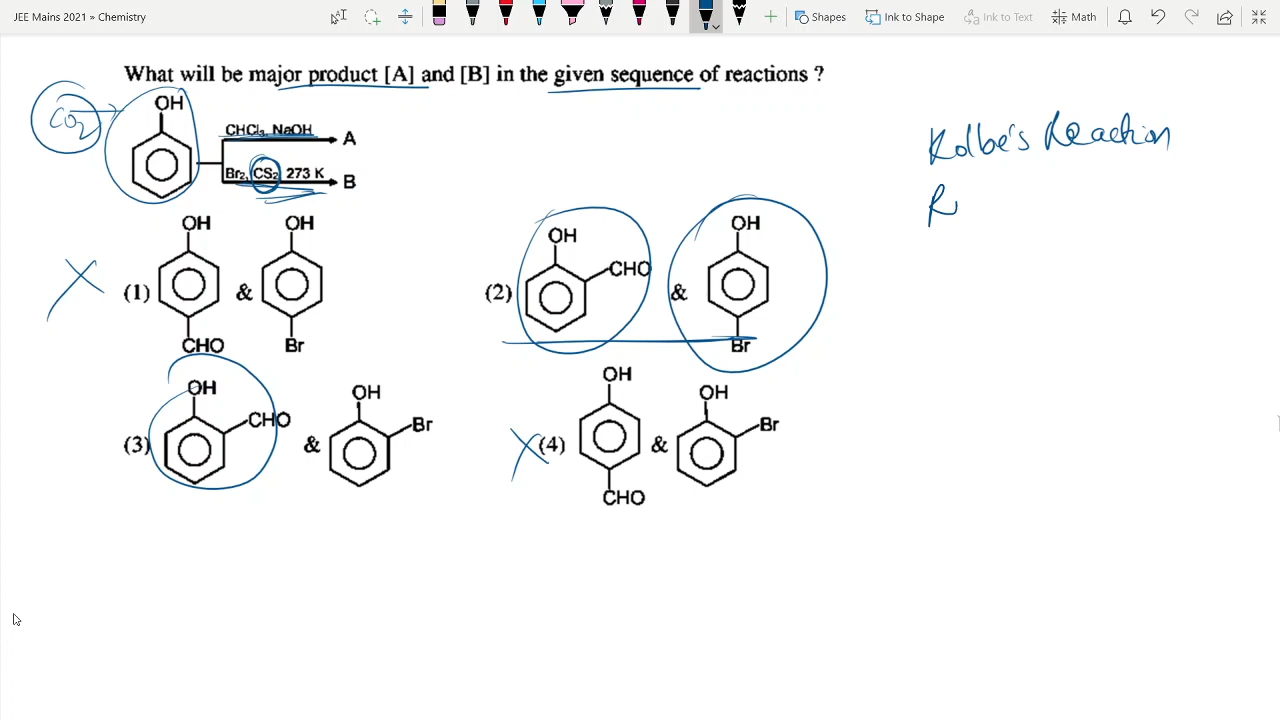 JEE Mains 2021 » Chemistry
Shapes
Ink to Shape
Ink to Text
Math
What will be major product [A] and [B] in the given sequence of reactions ?
CO2
OH
CHCl3, NaOH
A
Br2, CS2 273 K
B
Kolbe's Reaction
R
OH
OH
(1)
&
CHO
Br
OH
CHO
OH
(2)
&
Br
OH
CHO
OH
Br
(3)
&
OH
OH
Br
(4)
&
CHO